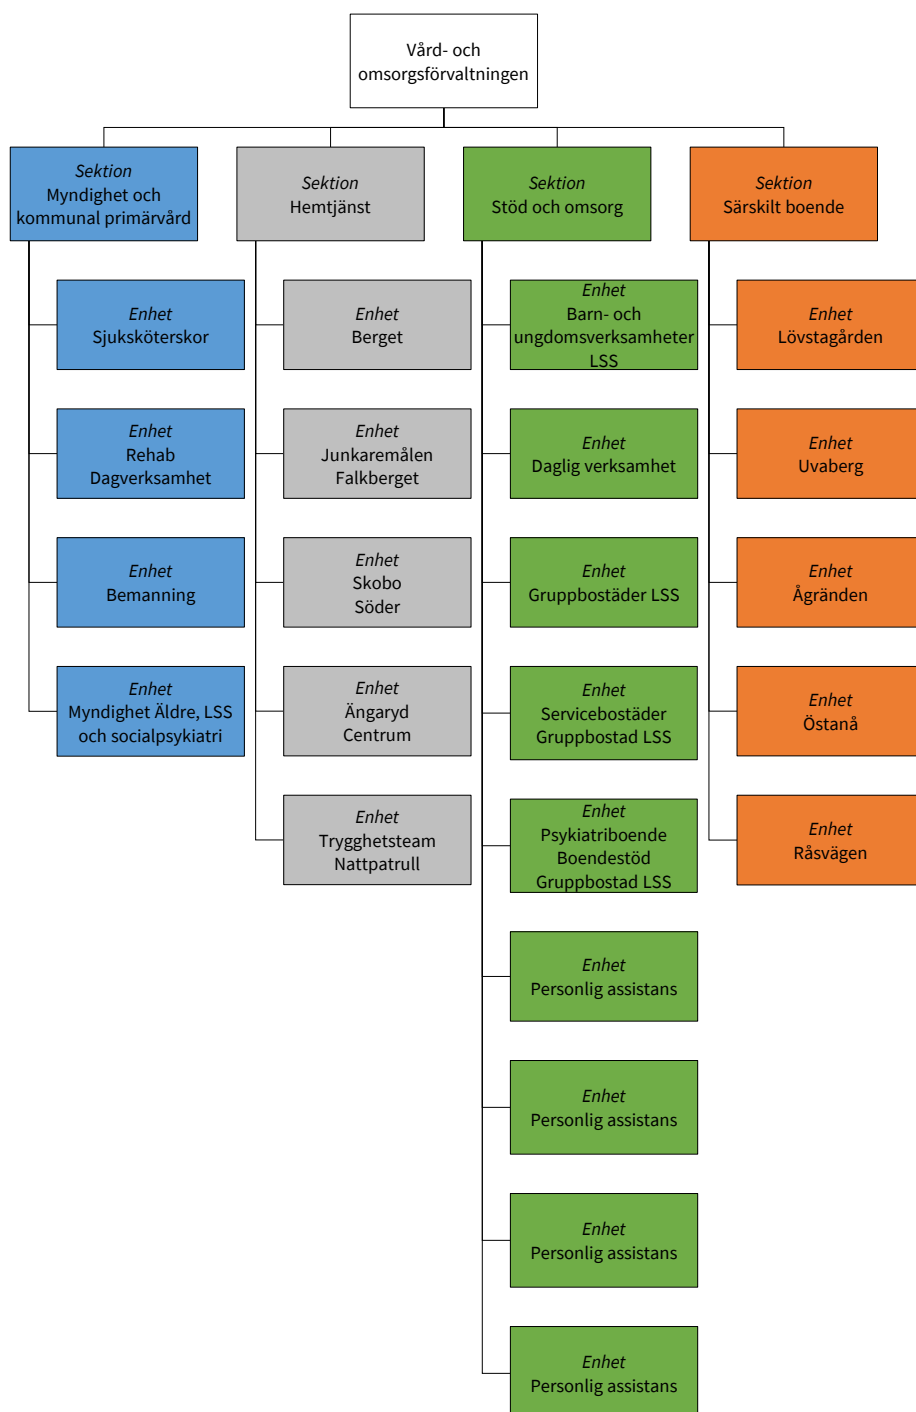 Vård- och
omsorgsförvaltningen
Sektion
Myndighet och
kommunal primärvård
Enhet
Sjuksköterskor
Enhet
Rehab
Dagverksamhet
Enhet
Bemanning
Enhet
Myndighet Äldre, LSS
och socialpsykiatri
Sektion
Hemtjänst
Enhet
Berget
Enhet
Junkaremålen
Falkberget
Enhet
Skobo
Söder
Enhet
Ängaryd
Centrum
Enhet
Trygghetsteam
Nattpatrull
Sektion
Stöd och omsorg
Enhet
Barn- och
ungdomsverksamheter
LSS
Enhet
Daglig verksamhet
Enhet
Gruppbostäder LSS
Enhet
Servicebostäder
Gruppbostad LSS
Enhet
Psykiatriboende
Boendestöd
Gruppbostad LSS
Enhet
Personlig assistans
Enhet
Personlig assistans
Enhet
Personlig assistans
Enhet
Personlig assistans
Sektion
Särskilt boende
Enhet
Lövstagården
Enhet
Uvaberg
Enhet
Ågränden
Enhet
Östanå
Enhet
Råsvägen